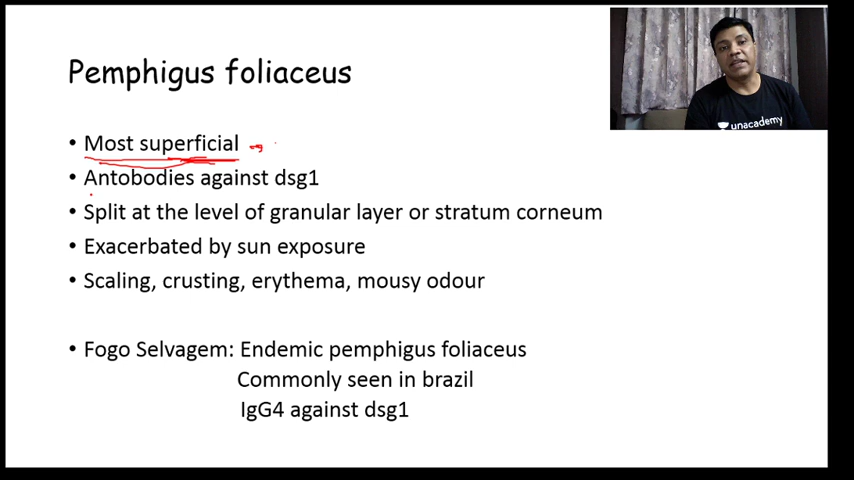 Pemphigus foliaceus
unacademy
• Most superficial
• Antobodies against dsg1
• Split at the level of granular layer or stratum corneum
• Exacerbated by sun exposure
• Scaling, crusting, erythema, mousy odour
• Fogo Selvagem: Endemic pemphigus foliaceus
Commonly seen in brazil
IgG4 against dsg1